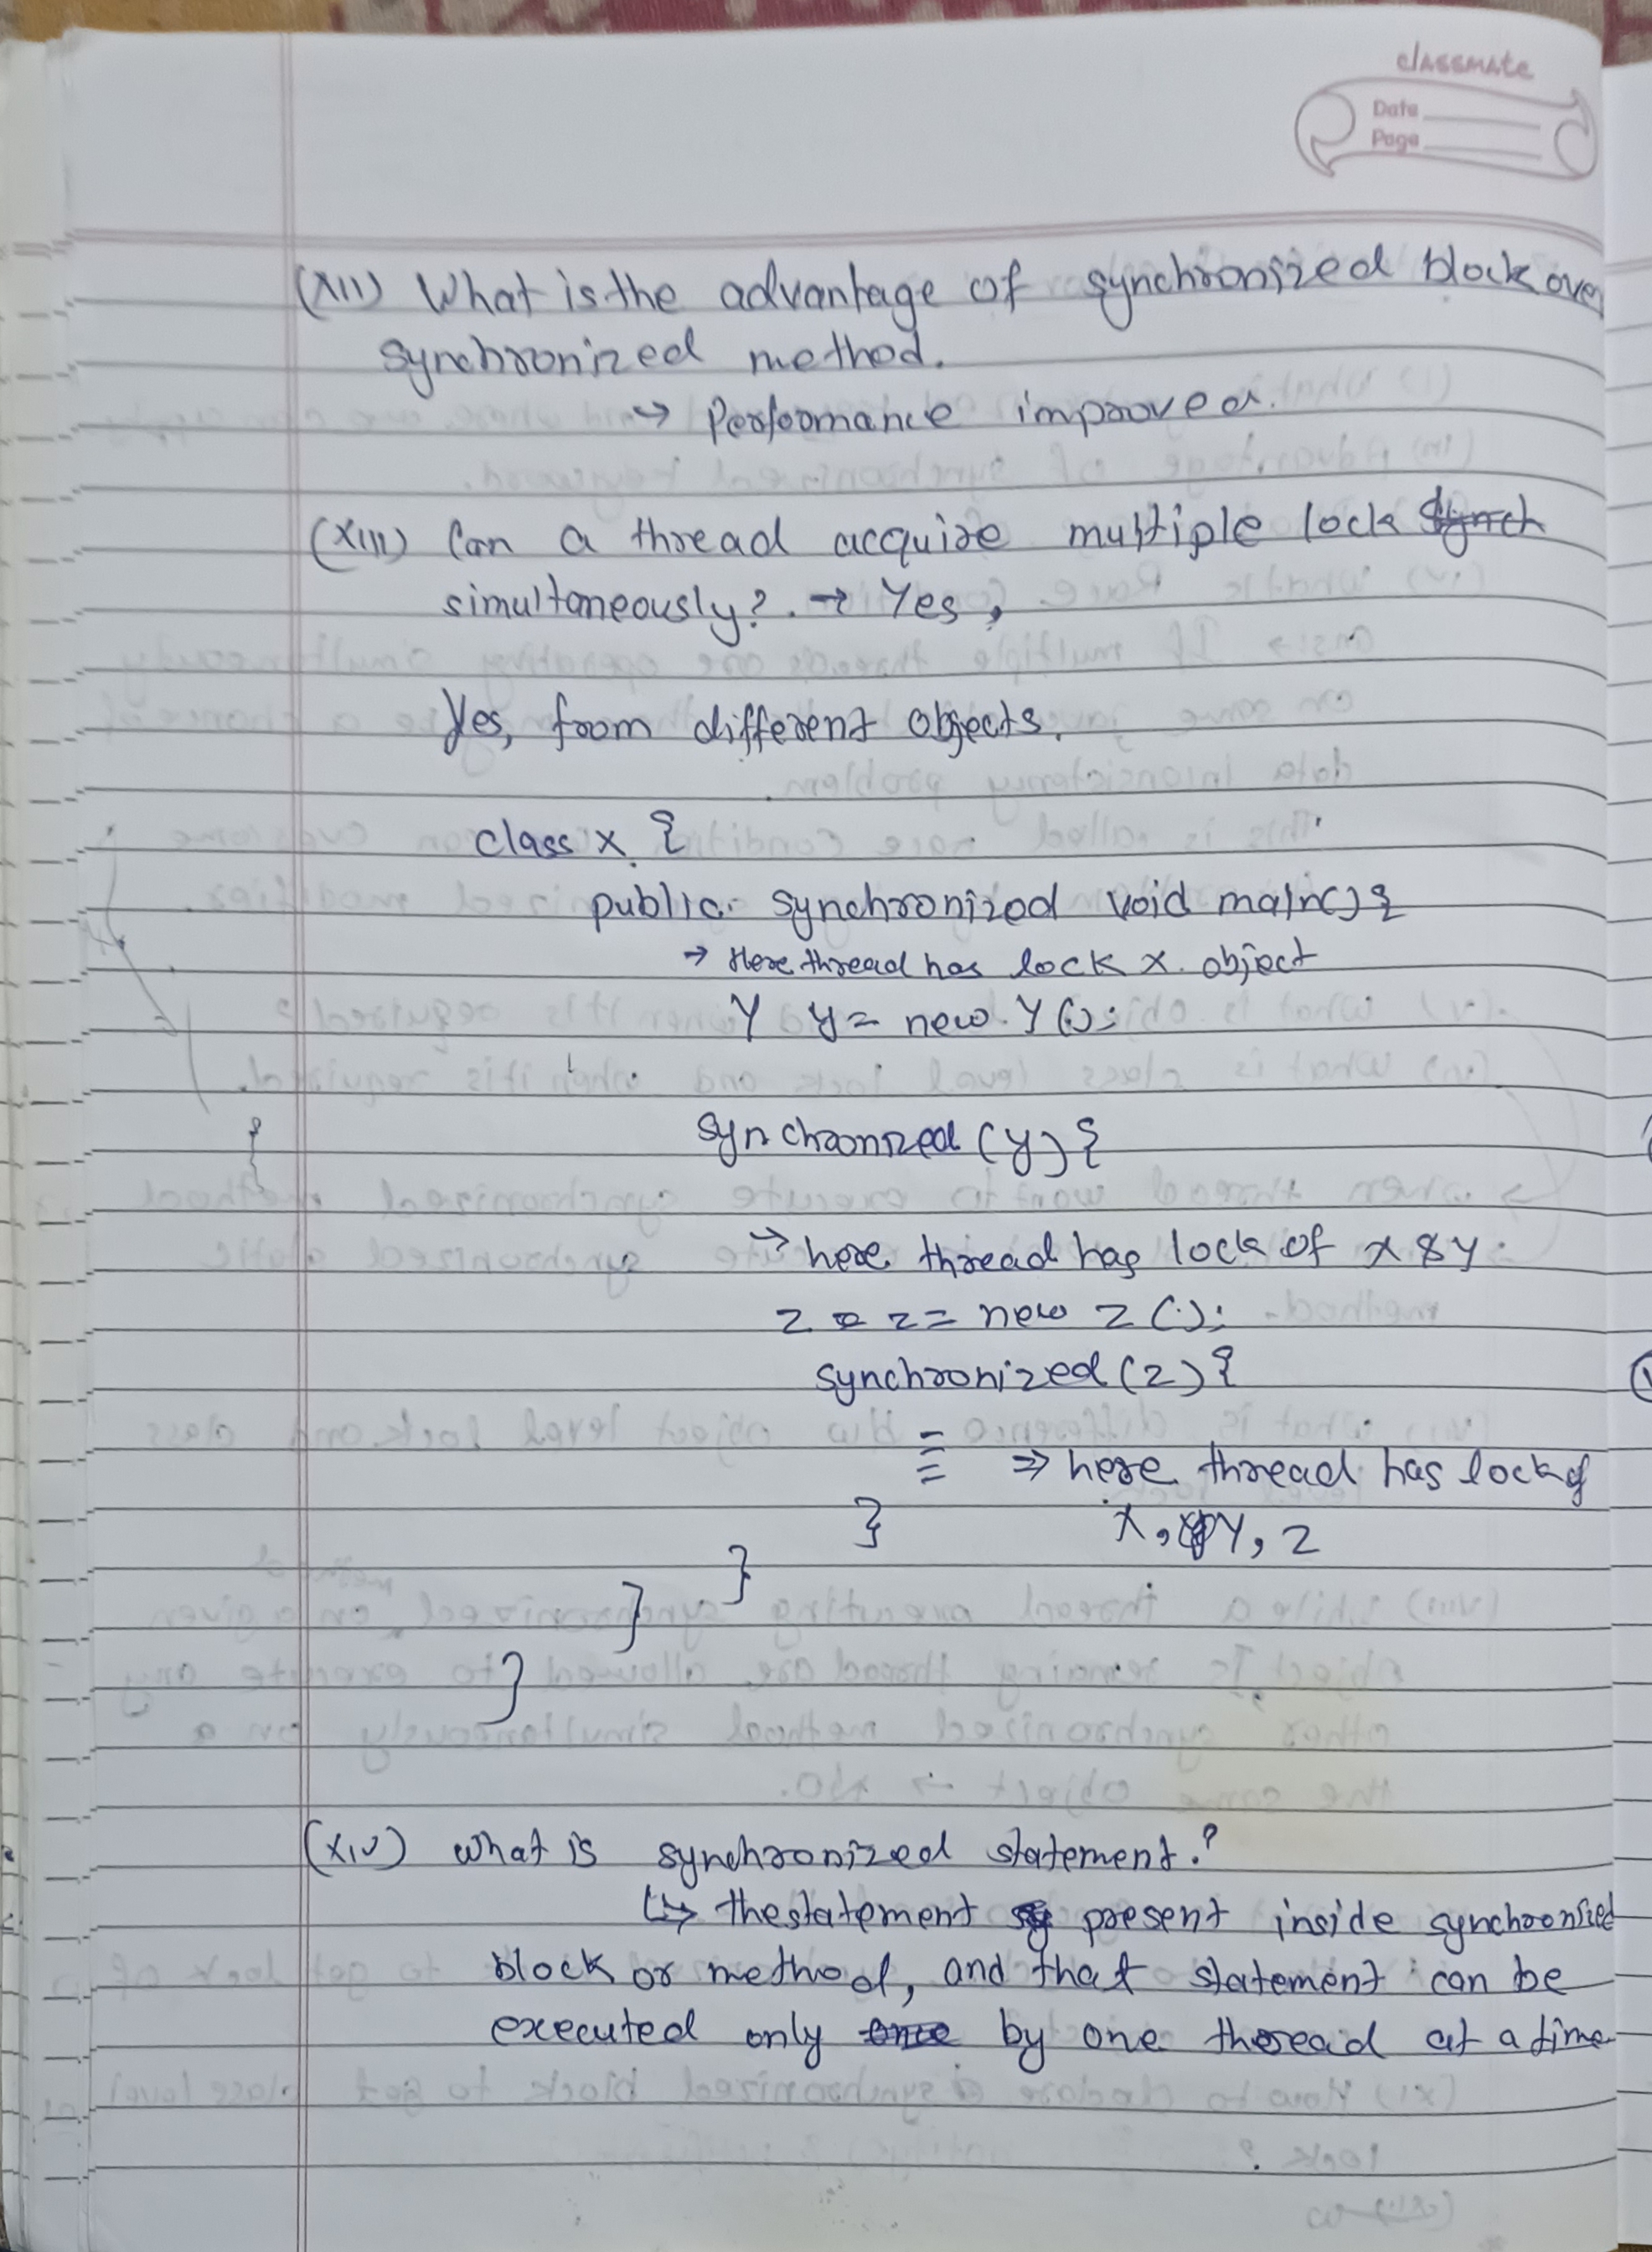 classmate
Date
Page
(XII) What is the advantage of synchronized block over
synchronized method.
→ Performance improved.
(XIII) Can a thread acquire multiple lock
simultaneously? → Yes,
Yes, from different objects.
class x {
public synchronized void main() {
→ Here thread has lock x object
Y y = new Y();
synchronized (y) {
→ here thread has lock of x & y
Z z = new Z();
synchronized (z) {
⇒ here thread has lock of
}
X, Y, Z
}
}
}
(XIV) What is synchronized statement?
↳ the statement present inside synchronized
block or method, and that statement can be
executed only by one thread at a time